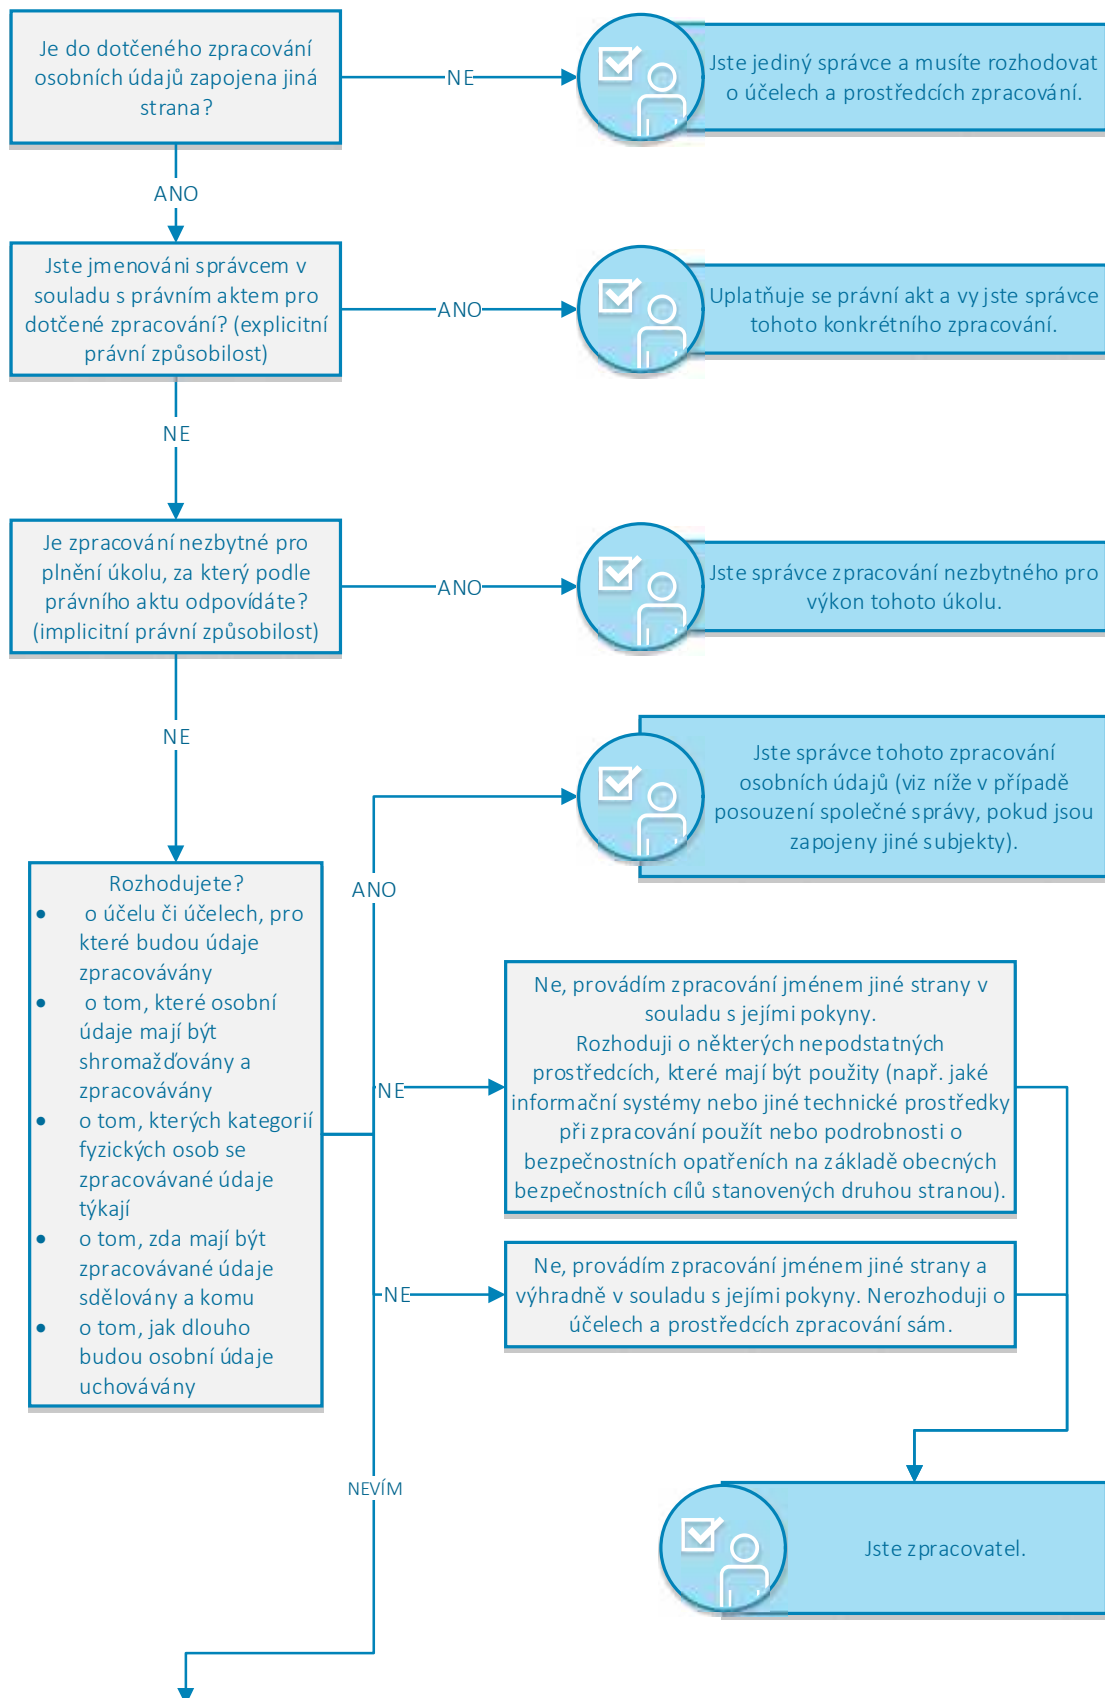 Je do dotčeného zpracování
osobních údajů zapojena jiná
strana?
NE
Jste jediný správce a musíte rozhodovat
o účelech a prostředcích zpracování.
ANO
Jste jmenováni správcem v
souladu s právním aktem pro
dotčené zpracování? (explicitní
právní způsobilost)
ANO
Uplatňuje se právní akt a vy jste správce
tohoto konkrétního zpracování.
NE
Je zpracování nezbytné pro
plnění úkolu, za který podle
právního aktu odpovídáte?
(implicitní právní způsobilost)
ANO
Jste správce zpracování nezbytného pro
výkon tohoto úkolu.
NE
Jste správce tohoto zpracování
osobních údajů (viz níže v případě
posouzení společné správy, pokud jsou
zapojeny jiné subjekty).
ANO
Rozhodujete?
• o účelu či účelech, pro
které budou údaje
zpracovávány
• o tom, které osobní
údaje mají být
shromažďovány a
zpracovávány
• o tom, kterých kategorií
fyzických osob se
zpracovávané údaje
týkají
• o tom, zda mají být
zpracovávané údaje
sdělovány a komu
• o tom, jak dlouho
budou osobní údaje
uchovávány
NE
Ne, provádím zpracování jménem jiné strany v
souladu s jejími pokyny.
Rozhoduji o některých nepodstatných
prostředcích, které mají být použity (např. jaké
informační systémy nebo jiné technické prostředky
při zpracování použít nebo podrobnosti o
bezpečnostních opatřeních na základě obecných
bezpečnostních cílů stanovených druhou stranou).
NE
Ne, provádím zpracování jménem jiné strany a
výhradně v souladu s jejími pokyny. Nerozhoduji o
účelech a prostředcích zpracování sám.
NEVÍM
Jste zpracovatel.